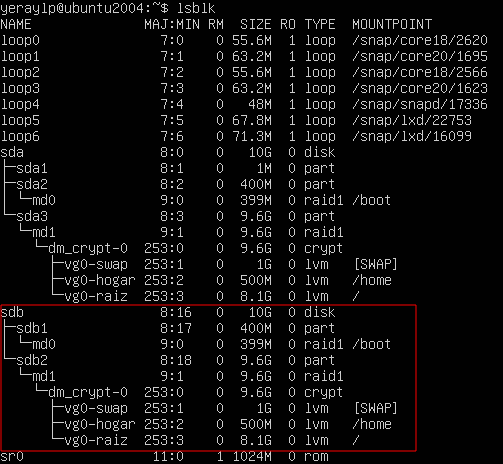 yeraylp@ubuntu2004:~$ lsblk
NAME MAJ:MIN RM SIZE RO TYPE MOUNTPOINT
loop0 7:0 0 55.6M 1 loop /snap/core18/2620
loop1 7:1 0 63.2M 1 loop /snap/core20/1695
loop2 7:2 0 55.6M 1 loop /snap/core18/2566
loop3 7:3 0 63.2M 1 loop /snap/core20/1623
loop4 7:4 0 48M 1 loop /snap/snapd/17336
loop5 7:5 0 67.8M 1 loop /snap/lxd/22753
loop6 7:6 0 71.3M 1 loop /snap/lxd/16099
sda 8:0 0 10G 0 disk
├─sda1 8:1 0 1M 0 part
├─sda2 8:2 0 400M 0 part
│ └─md0 9:0 0 399M 0 raid1 /boot
└─sda3 8:3 0 9.6G 0 part
  └─md1 9:1 0 9.6G 0 raid1
    └─dm_crypt-0 253:0 0 9.6G 0 crypt
      ├─vg0-swap 253:1 0 1G 0 lvm [SWAP]
      ├─vg0-hogar 253:2 0 500M 0 lvm /home
      └─vg0-raiz 253:3 0 8.1G 0 lvm /
sdb 8:16 0 10G 0 disk
├─sdb1 8:17 0 400M 0 part
│ └─md0 9:0 0 399M 0 raid1 /boot
└─sdb2 8:18 0 9.6G 0 part
  └─md1 9:1 0 9.6G 0 raid1
    └─dm_crypt-0 253:0 0 9.6G 0 crypt
      ├─vg0-swap 253:1 0 1G 0 lvm [SWAP]
      ├─vg0-hogar 253:2 0 500M 0 lvm /home
      └─vg0-raiz 253:3 0 8.1G 0 lvm /
sr0 11:0 1 1024M 0 rom